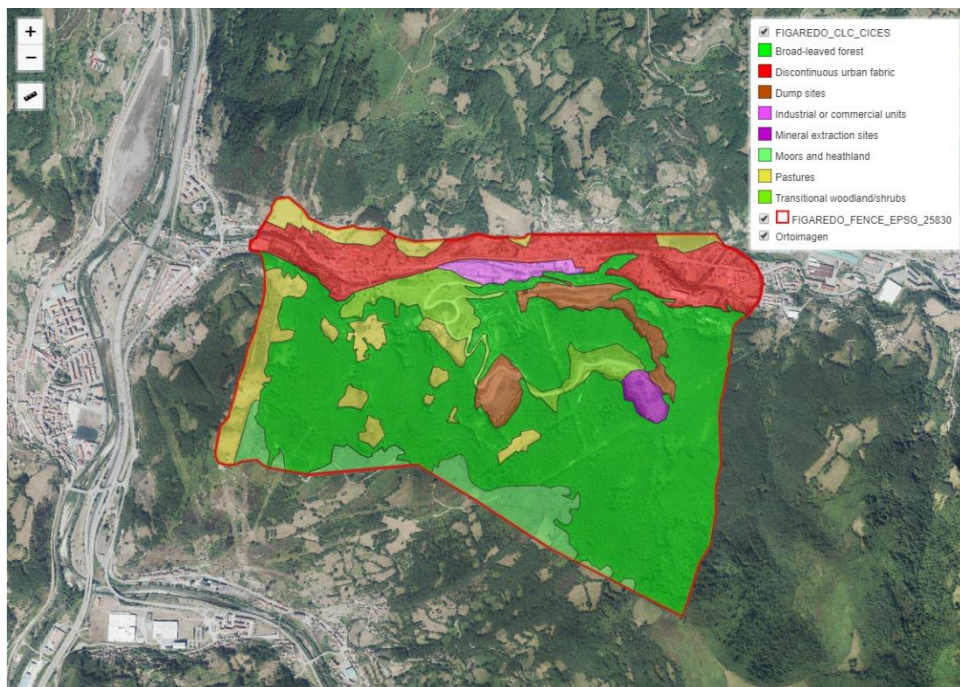 +
−
FIGAREDO_CLC_CICES
Broad-leaved forest
Discontinuous urban fabric
Dump sites
Industrial or commercial units
Mineral extraction sites
Moors and heathland
Pastures
Transitional woodland/shrubs
FIGAREDO_FENCE_EPSG_25830
Ortoimagen